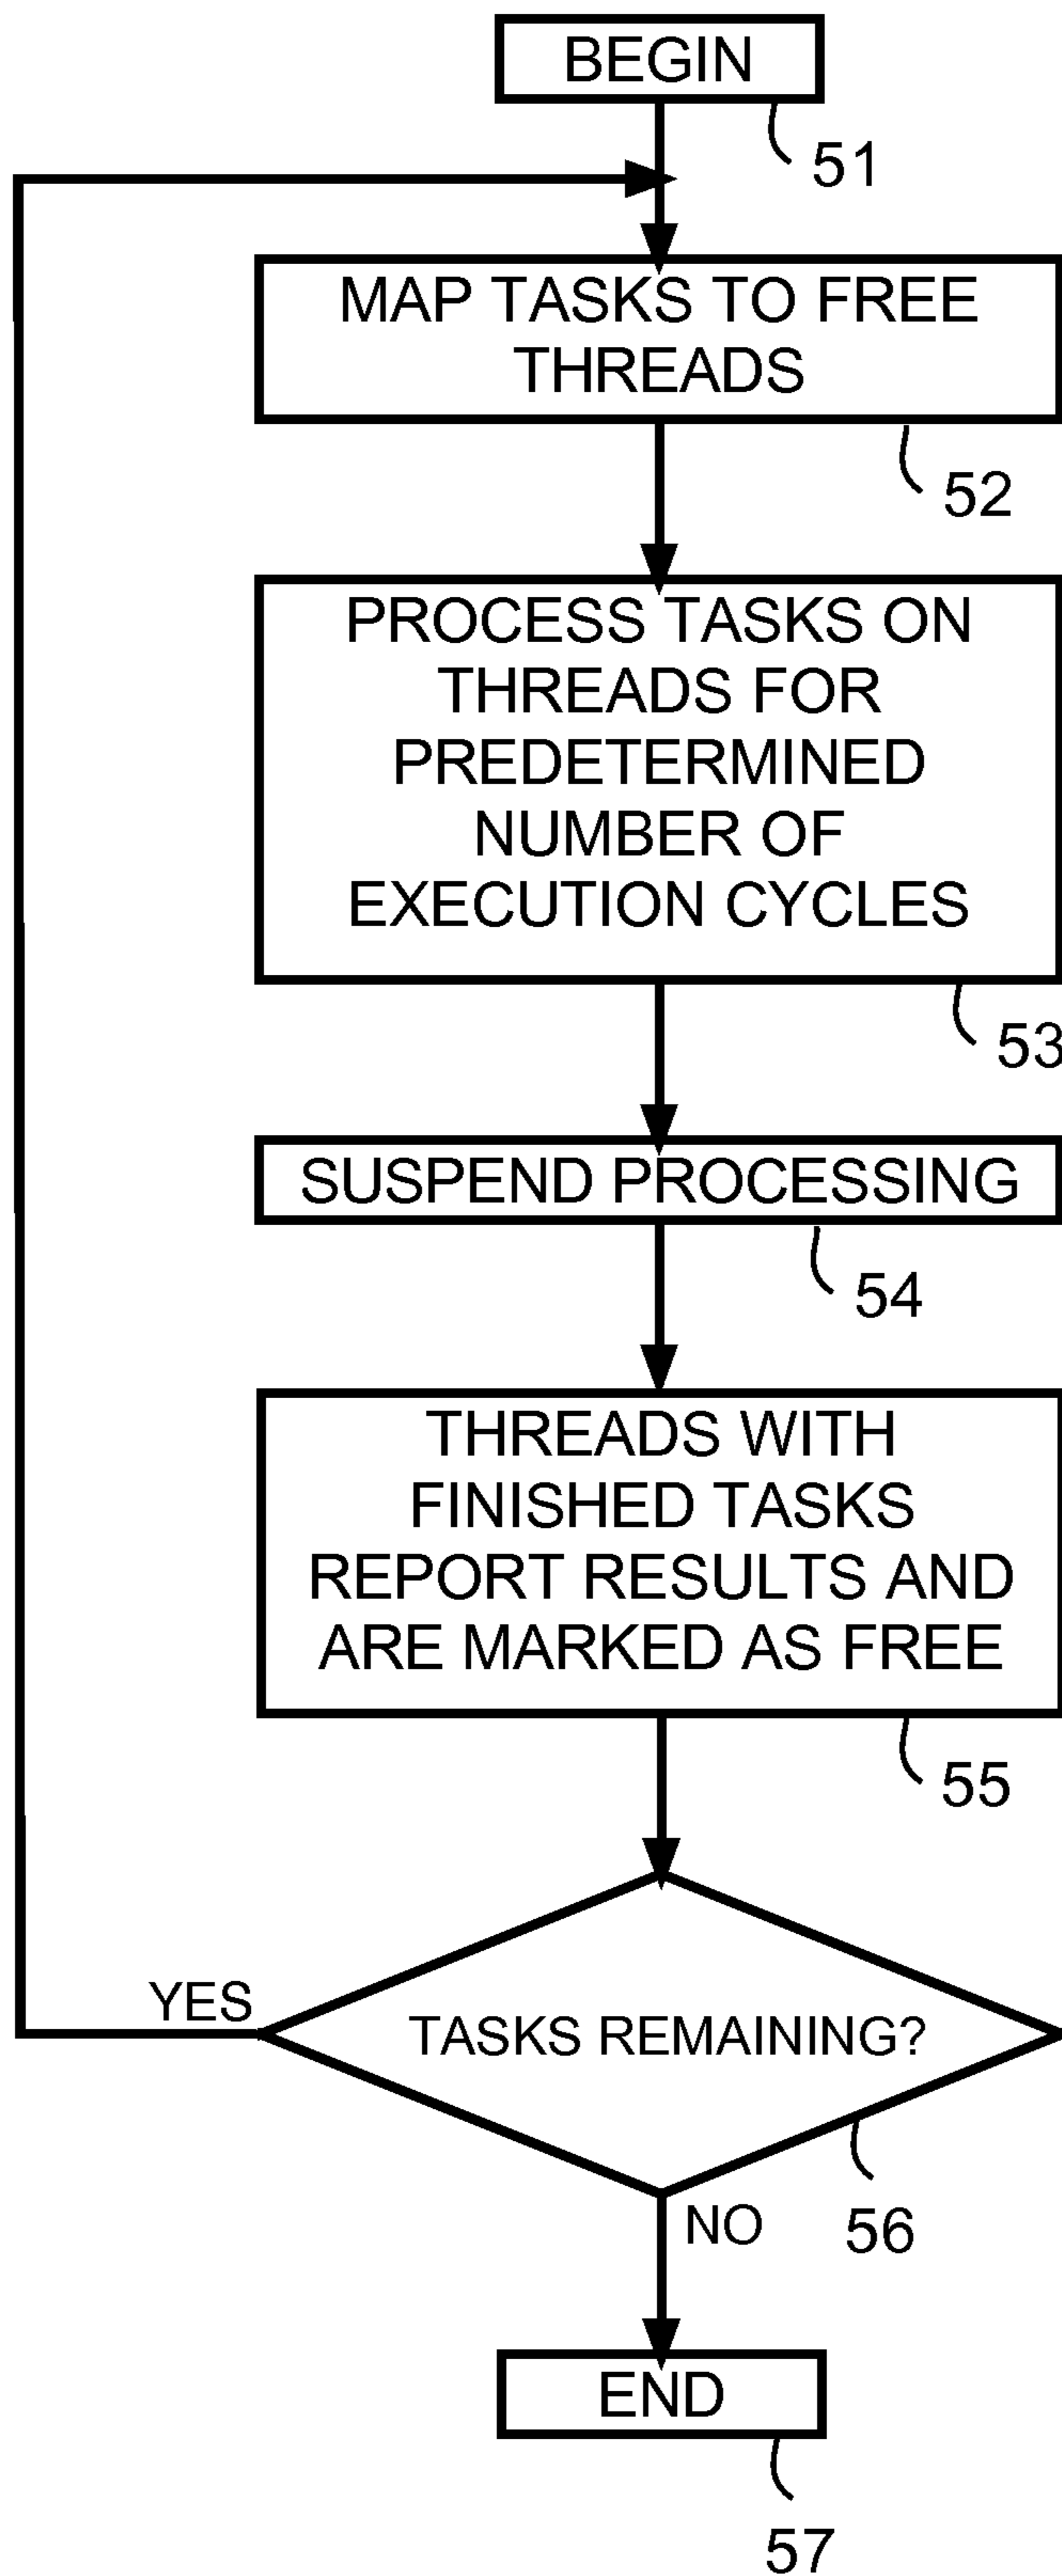 BEGIN
51
MAP TASKS TO FREE
THREADS
52
PROCESS TASKS ON
THREADS FOR
PREDETERMINED
NUMBER OF
EXECUTION CYCLES
53
SUSPEND PROCESSING
54
THREADS WITH
FINISHED TASKS
REPORT RESULTS AND
ARE MARKED AS FREE
55
YES
TASKS REMAINING?
NO
56
END
57